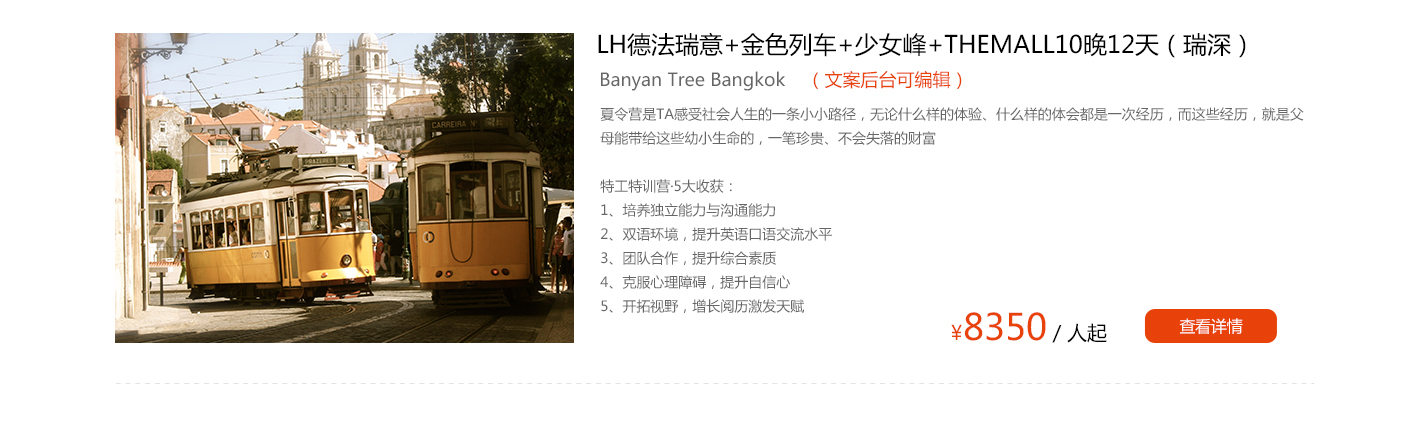 LH德法瑞意+金色列车+少女峰+THEMALL10晚12天（瑞深）
Banyan Tree Bangkok （文案后台可编辑）
夏令营是TA感受社会人生的一条小小路径，无论什么样的体验、什么样的体会都是一次经历，而这些经历，就是父
母能带给这些幼小生命的，一笔珍贵、不会失落的财富
特工特训营·5大收获：
1、培养独立能力与沟通能力
2、双语环境，提升英语口语交流水平
3、团队合作，提升综合素质
4、克服心理障碍，提升自信心
5、开拓视野，增长阅历激发天赋
¥8350 / 人起
查看详情
CARREIRA
PRAZERES